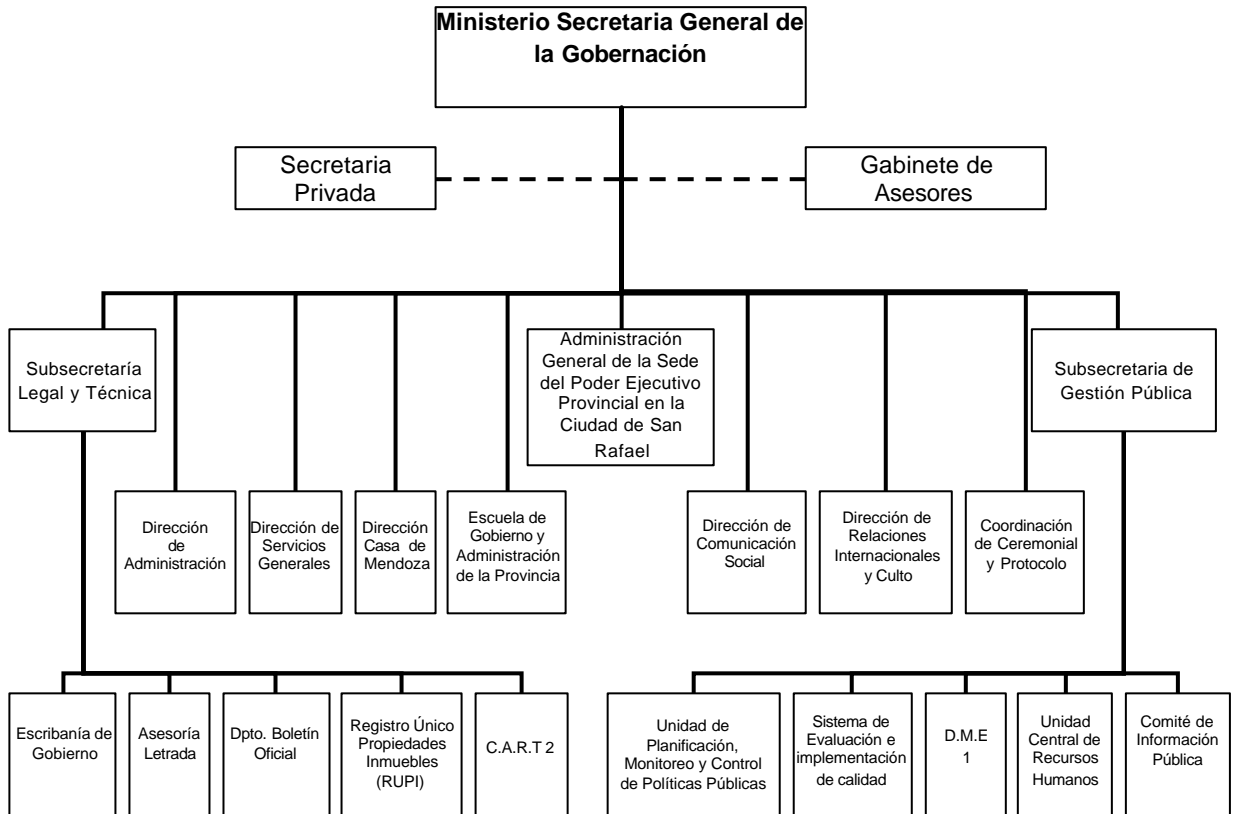 Ministerio Secretaria General de
la Gobernación
Secretaria
Privada
Gabinete de
Asesores
Subsecretaría
Legal y Técnica
Administración
General de la Sede
del Poder Ejecutivo
Provincial en la
Ciudad de San
Rafael
Subsecretaria de
Gestión Pública
Dirección
de
Administración
Dirección de
Servicios
Generales
Dirección
Casa de
Mendoza
Escuela de
Gobierno y
Administración
de la Provincia
Dirección de
Comunicación
Social
Dirección de
Relaciones
Internacionales
y Culto
Coordinación
de Ceremonial
y Protocolo
Escribanía de
Gobierno
Asesoría
Letrada
Dpto. Boletín
Oficial
Registro Único
Propiedades
Inmuebles
(RUPI)
C.A.R.T 2
Unidad de
Planificación,
Monitoreo y Control
de Políticas Públicas
Sistema de
Evaluación e
implementación
de calidad
D.M.E
1
Unidad
Central de
Recursos
Humanos
Comité de
Información
Pública